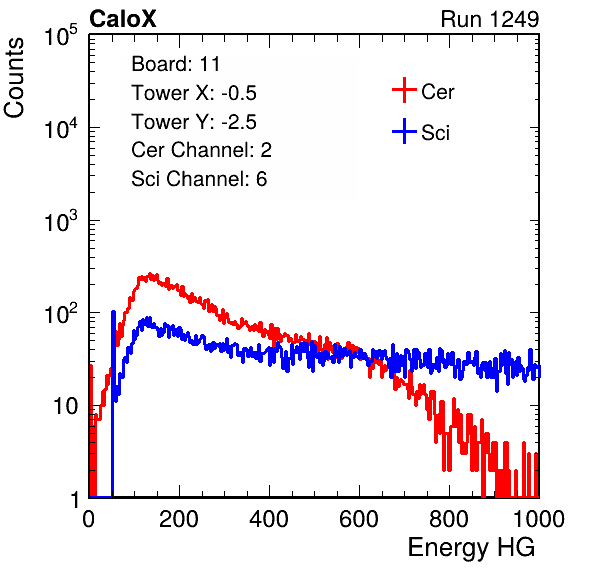 CaloX Run 1249
Counts
Board: 11
Tower X: -0.5
Tower Y: -2.5
Cer Channel: 2
Sci Channel: 6
Cer
Sci
10^5
10^4
10^3
10^2
10
1
0 200 400 600 800 1000
Energy HG